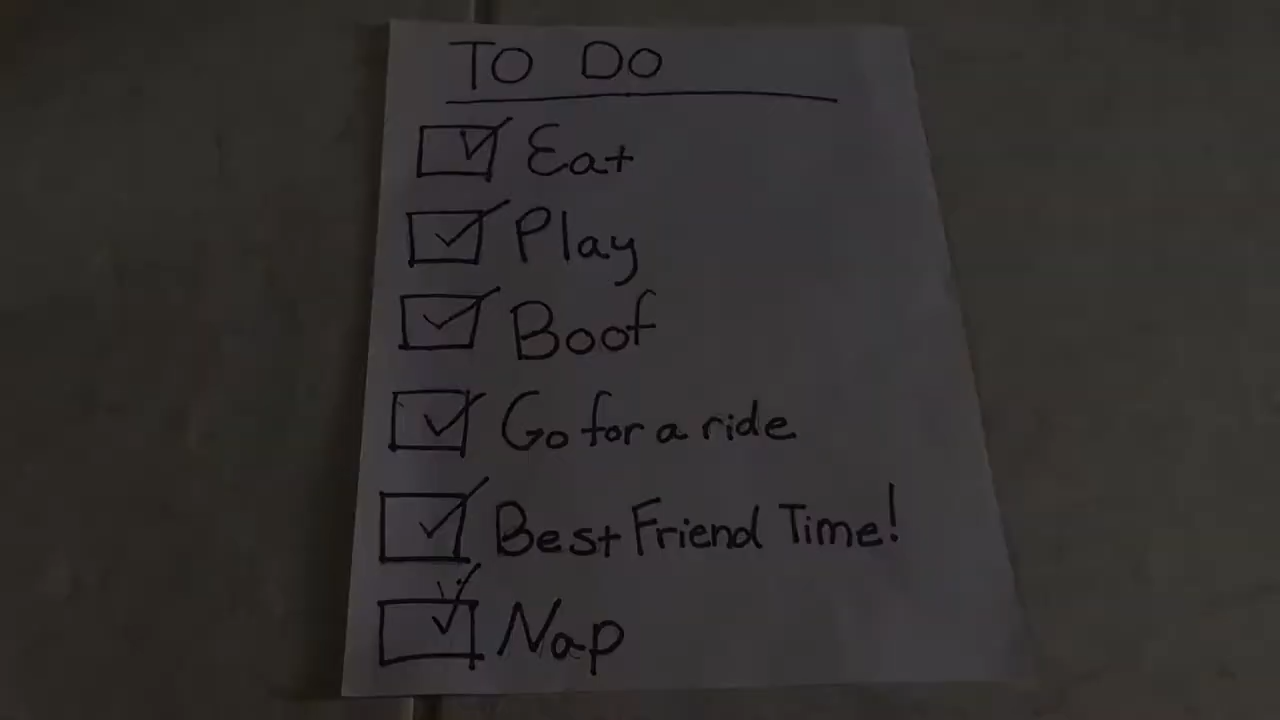 TO DO
Eat
Play
Boof
Go for a ride
Best Friend Time!
Nap